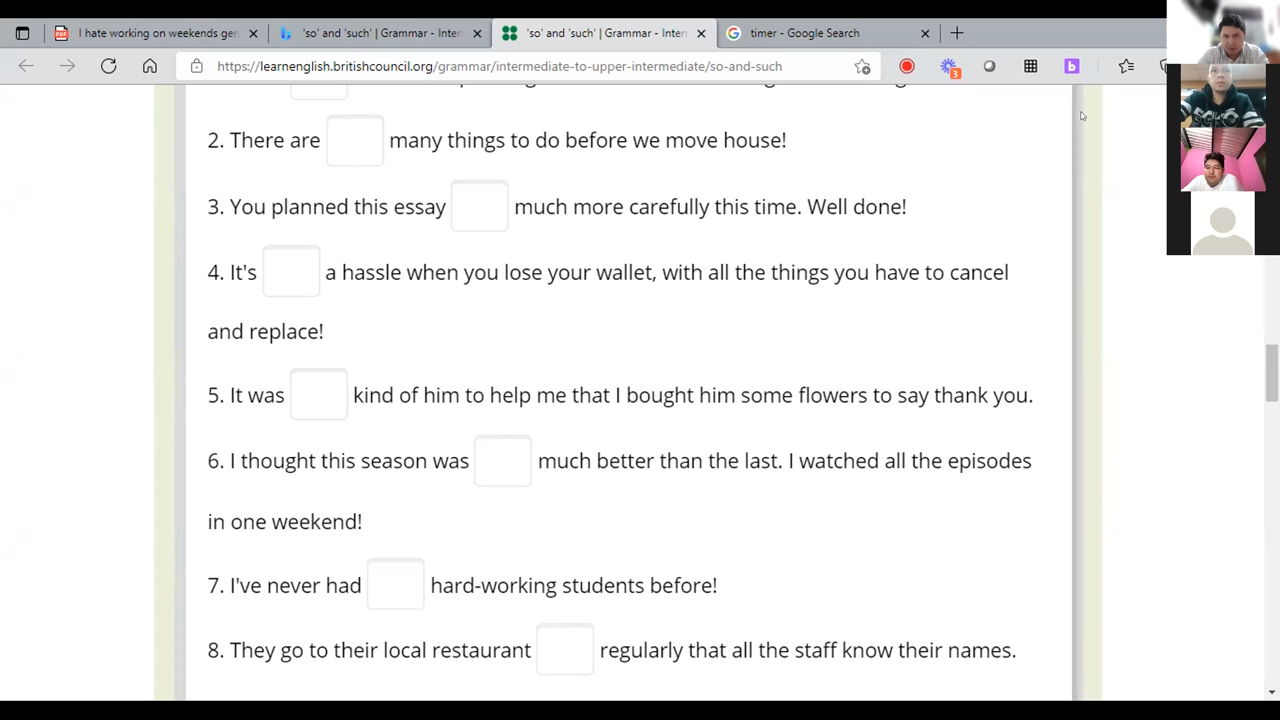 I hate working on weekends ger
'so' and 'such' | Grammar - Inter
'so' and 'such' | Grammar - Inter
timer - Google Search
https://learnenglish.britishcouncil.org/grammar/intermediate-to-upper-intermediate/so-and-such
3
b
2. There are many things to do before we move house!
3. You planned this essay much more carefully this time. Well done!
4. It's a hassle when you lose your wallet, with all the things you have to cancel
and replace!
5. It was kind of him to help me that I bought him some flowers to say thank you.
6. I thought this season was much better than the last. I watched all the episodes
in one weekend!
7. I've never had hard-working students before!
8. They go to their local restaurant regularly that all the staff know their names.